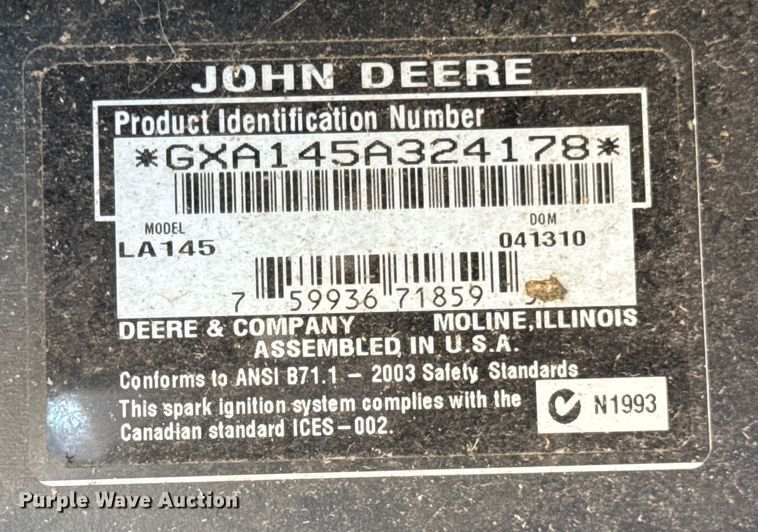 JOHN DEERE
Product Identification Number
*GXA145A324178*
MODEL
DOM
LA145
041310
7 59936 71859
DEERE & COMPANY MOLINE, ILLINOIS
ASSEMBLED IN U.S.A.
Conforms to ANSI B71.1 – 2003 Safety Standards
This spark ignition system complies with the
Canadian standard ICES–002.
N1993
Purple Wave Auction